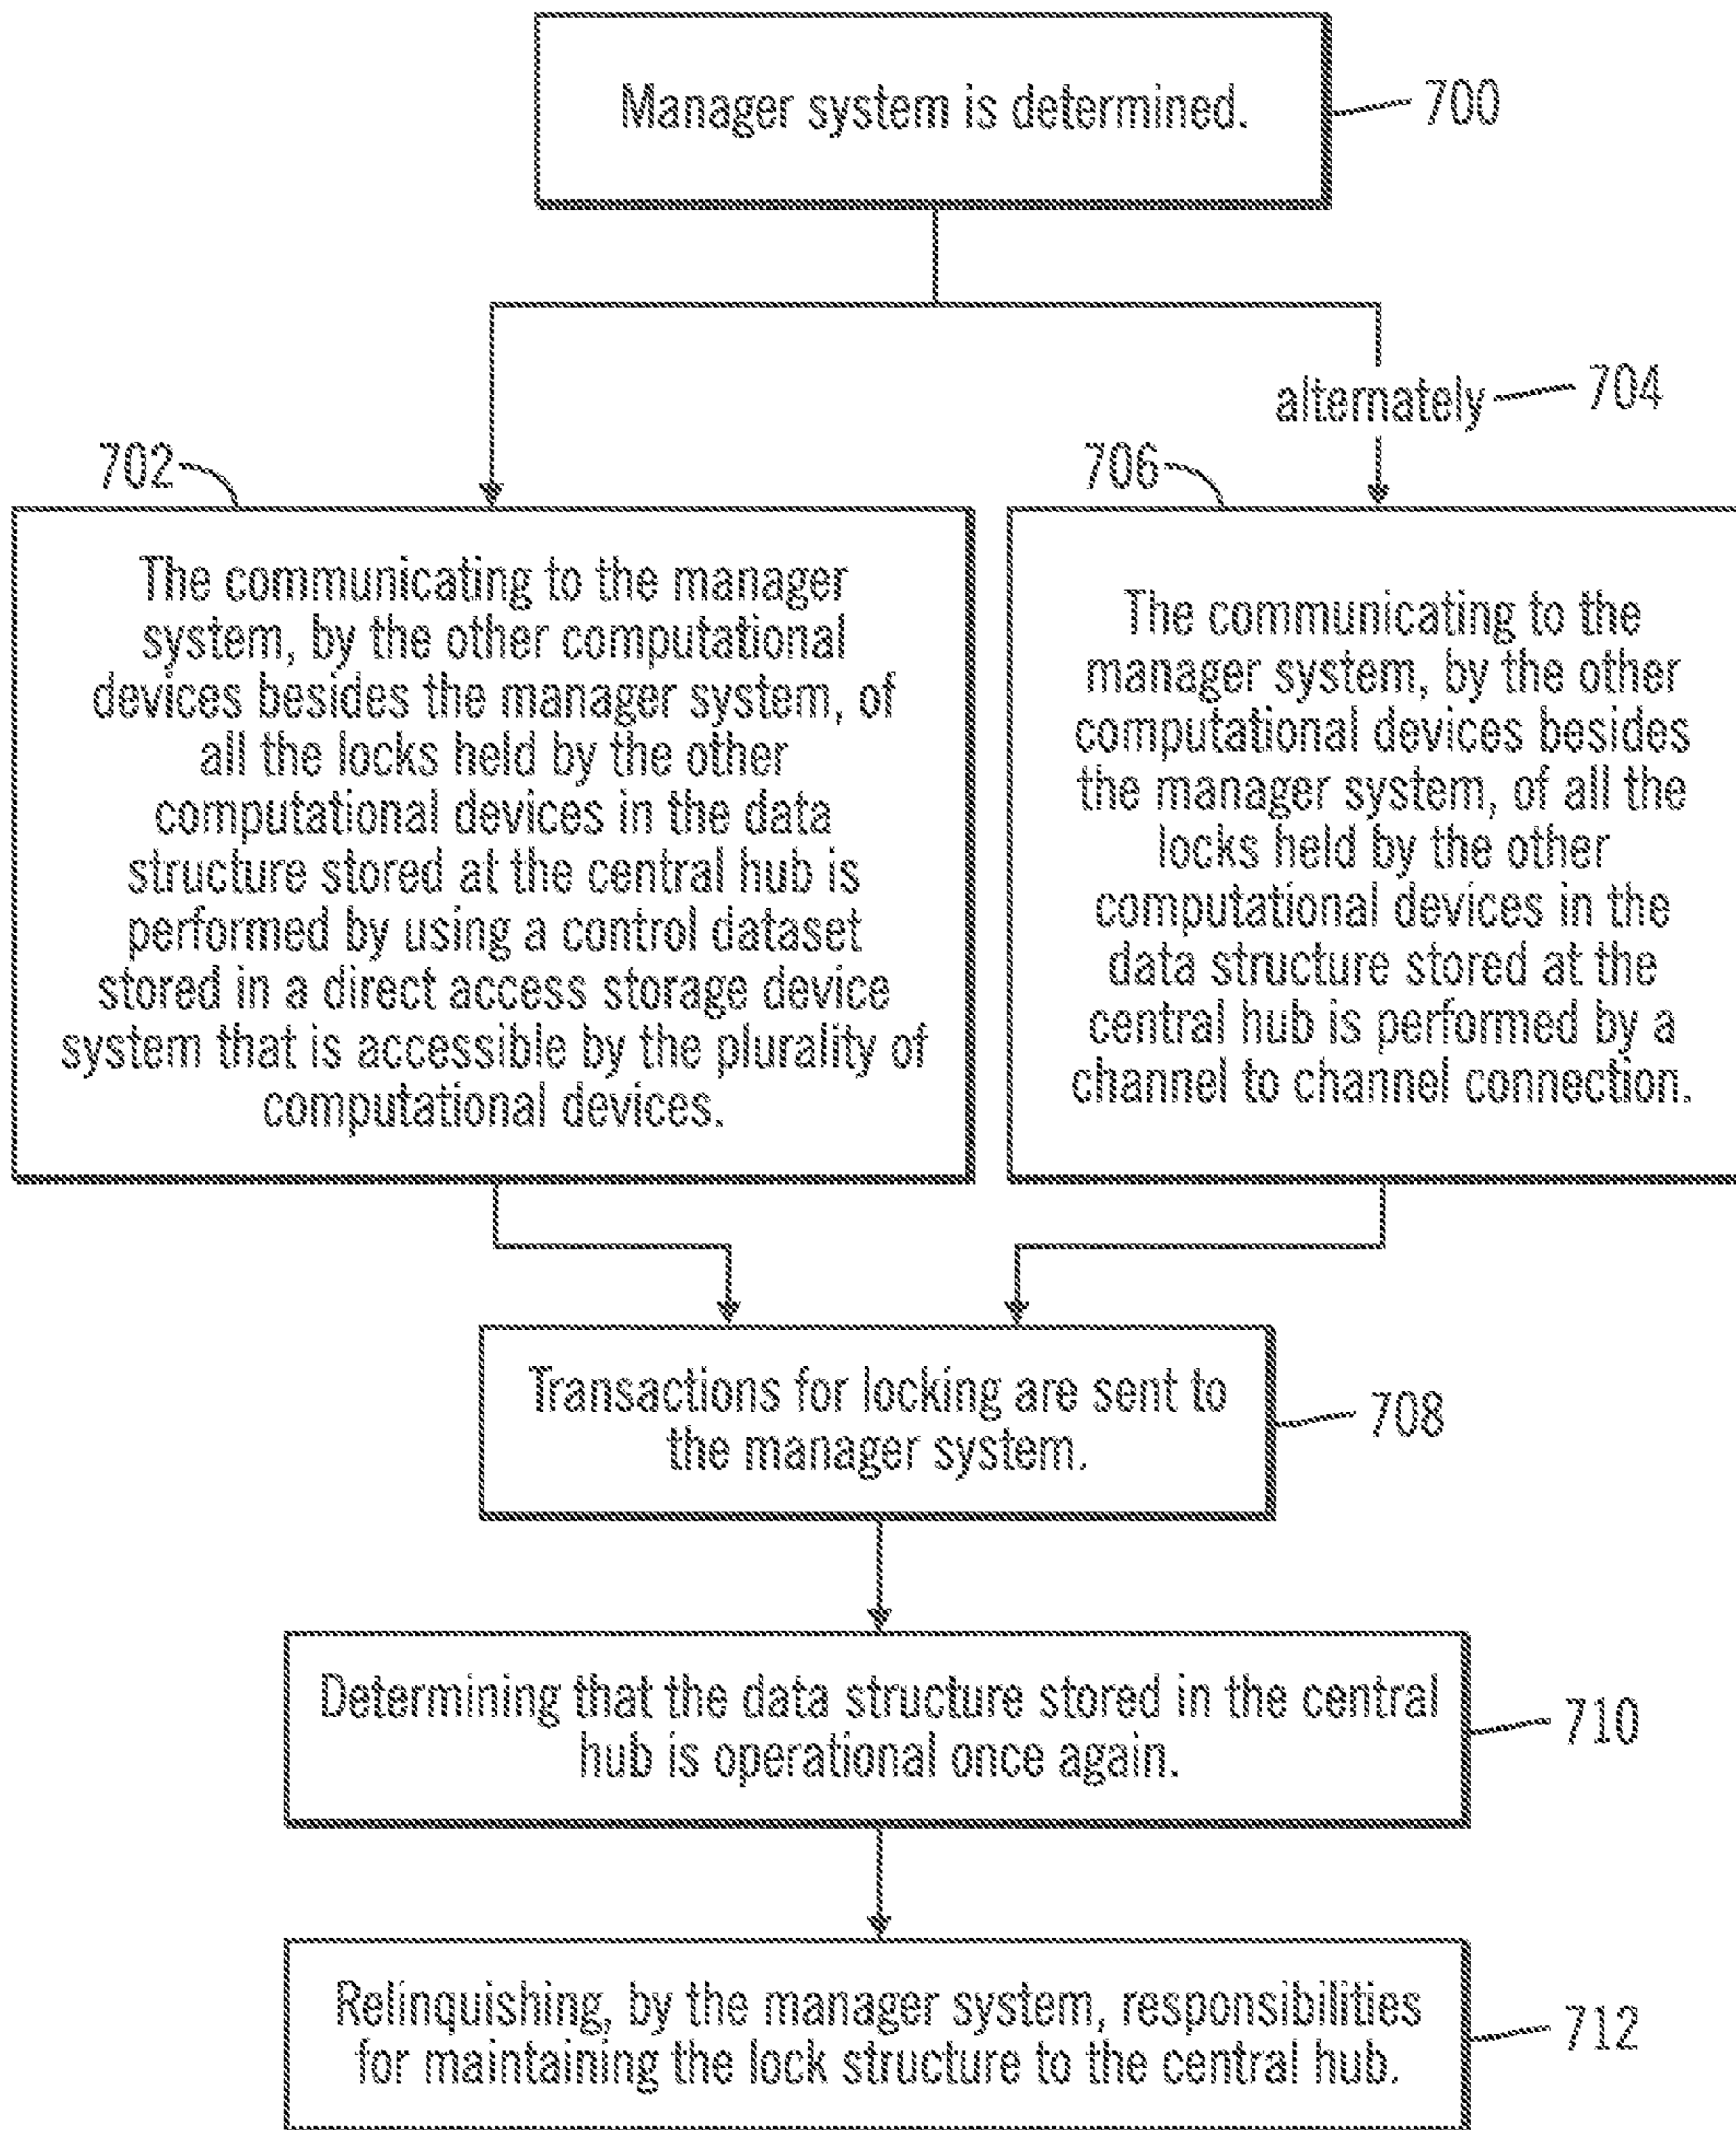 Manager system is determined.
700
alternately
704
702
The communicating to the manager
system, by the other computational
devices besides the manager system, of
all the locks held by the other
computational devices in the data
structure stored at the central hub is
performed by using a control dataset
stored in a direct access storage device
system that is accessible by the plurality of
computational devices.
706
The communicating to the
manager system, by the other
computational devices besides
the manager system, of all the
locks held by the other
computational devices in the
data structure stored at the
central hub is performed by a
channel to channel connection.
Transactions for locking are sent to
the manager system.
708
Determining that the data structure stored in the central
hub is operational once again.
710
Relinquishing, by the manager system, responsibilities
for maintaining the lock structure to the central hub.
712